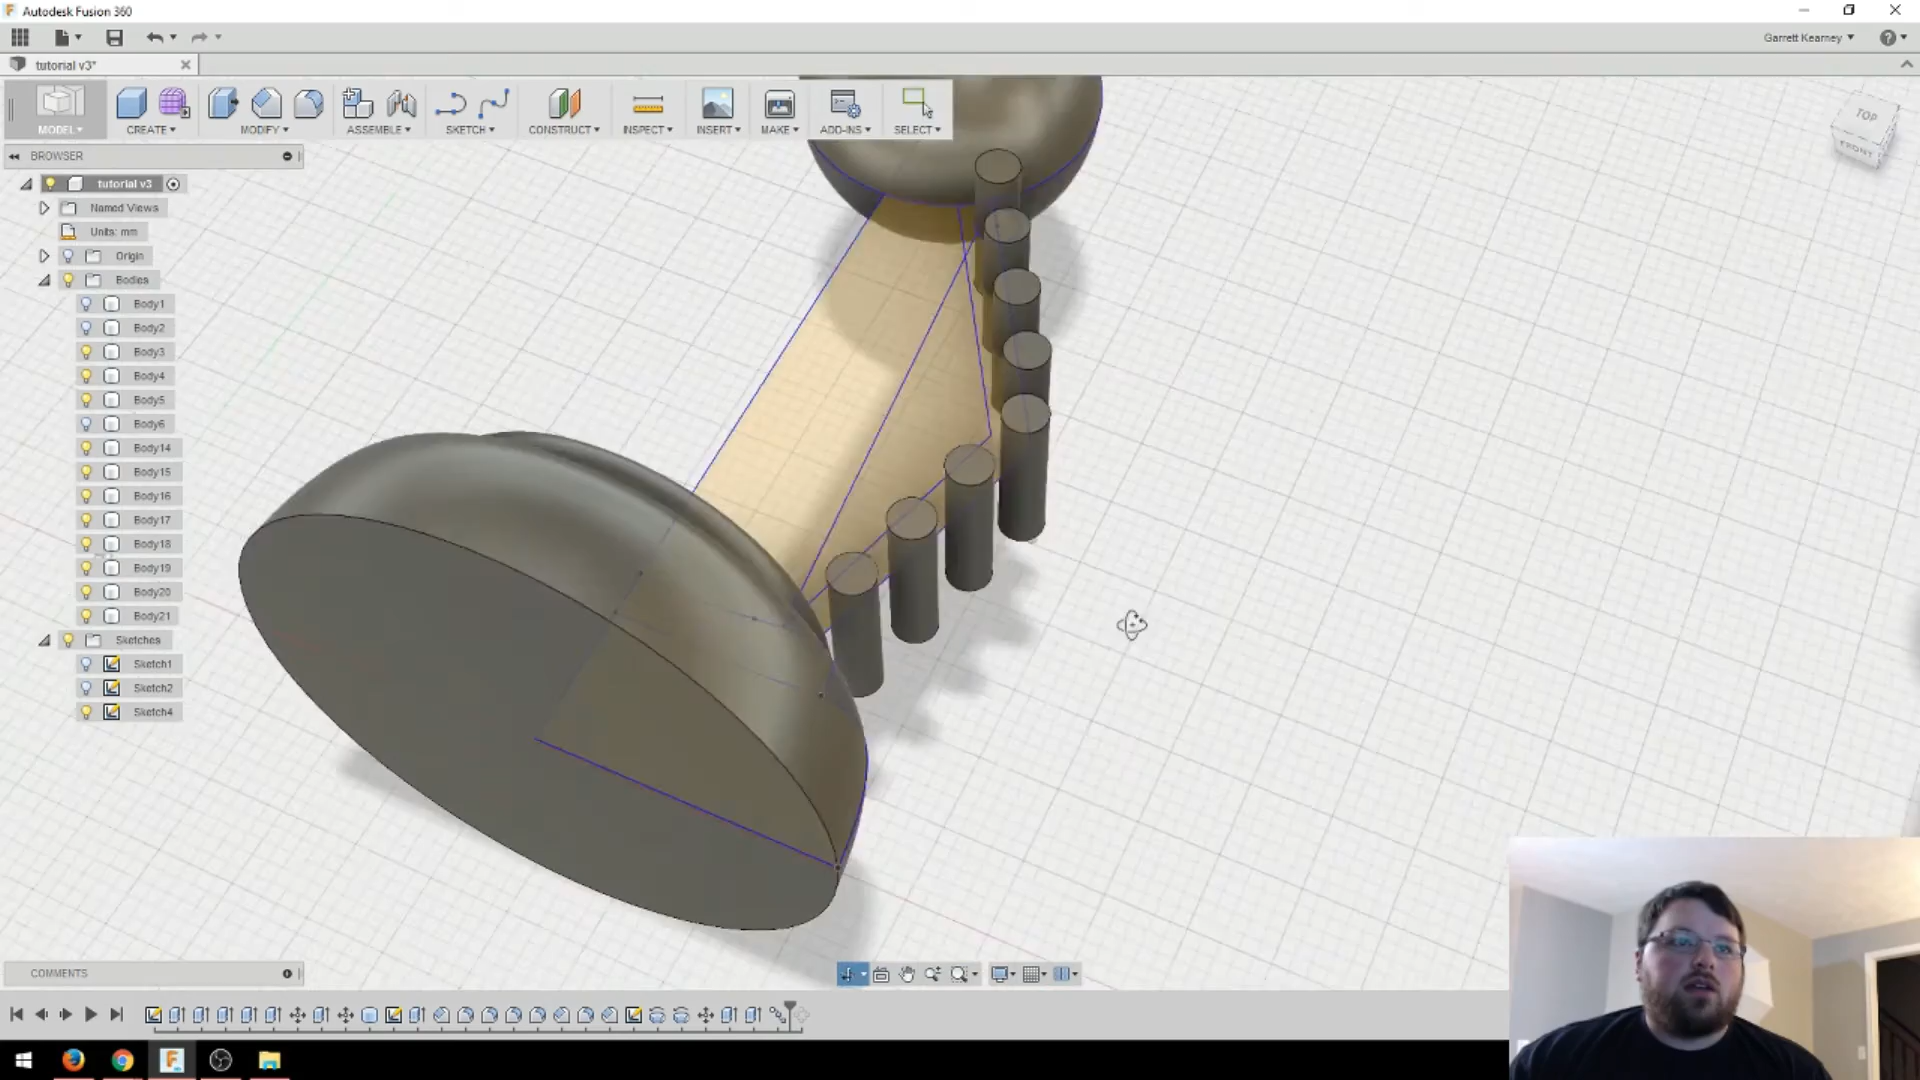 Autodesk Fusion 360
Garrett Kearney
tutorial v3*
MODEL
CREATE
MODIFY
ASSEMBLE
SKETCH
CONSTRUCT
INSPECT
INSERT
MAKE
ADD-INS
SELECT
TOP
FRONT
BROWSER
tutorial v3
Named Views
Units: mm
Origin
Bodies
Body1
Body2
Body3
Body4
Body5
Body6
Body14
Body15
Body16
Body17
Body18
Body19
Body20
Body21
Sketches
Sketch1
Sketch2
Sketch4
COMMENTS